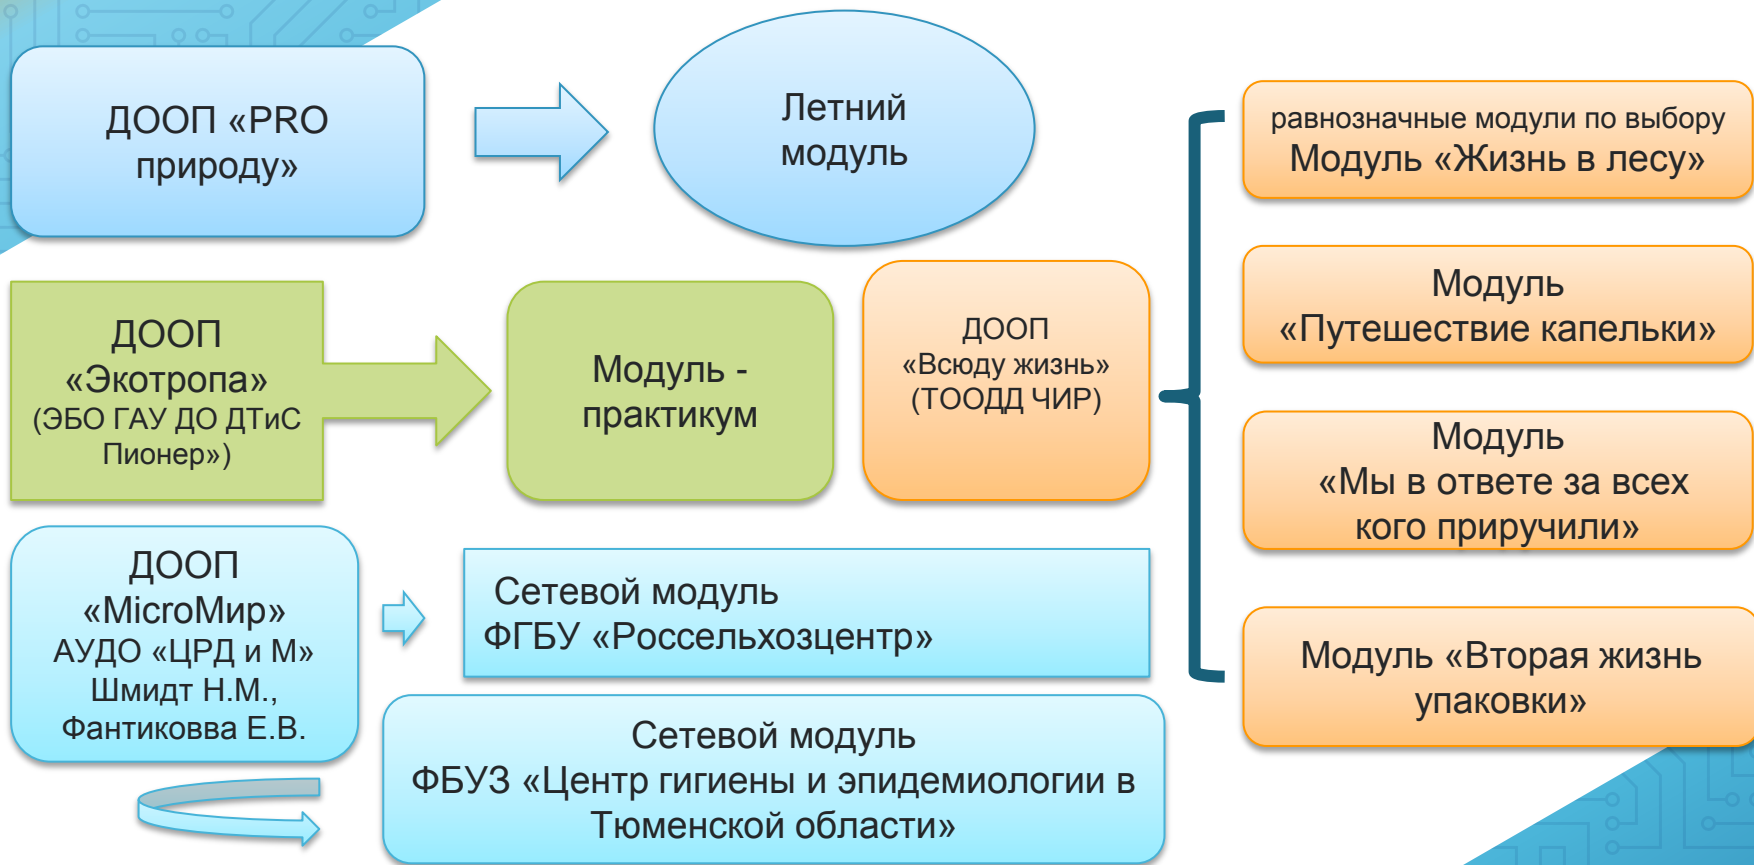 ДООП «PRO
природу»
Летний
модуль
ДООП
«Экотропа»
(ЭБО ГАУ ДО ДТиС
Пионер»)
Модуль -
практикум
ДООП
«Всюду жизнь»
(ТООДД ЧИР)
равнозначные модули по выбору
Модуль «Жизнь в лесу»
Модуль
«Путешествие капельки»
Модуль
«Мы в ответе за всех
кого приручили»
Модуль «Вторая жизнь
упаковки»
ДООП
«MicroМир»
АУДО «ЦРД и М»
Шмидт Н.М.,
Фантиковва Е.В.
Сетевой модуль
ФГБУ «Россельхозцентр»
Сетевой модуль
ФБУЗ «Центр гигиены и эпидемиологии в
Тюменской области»